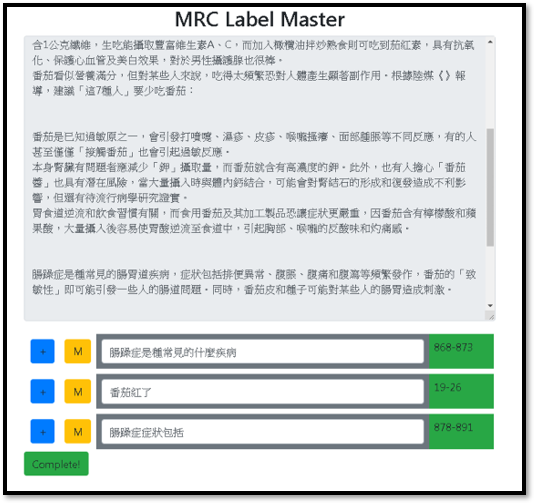 MRC Label Master
含1公克纖維，生吃能攝取豐富維生素A、C，而加入橄欖油拌炒熟食則可吃到茄紅素，具有抗氧
化、保護心血管及美白效果，對於男性攝護腺也很棒。
番茄看似營養滿分，但對某些人來說，吃得太頻繁恐對人體產生顯著副作用。根據陸媒《》報
導，建議「這7種人」要少吃番茄：
番茄是已知過敏原之一，會引發打噴嚏、濕疹、皮疹、喉嚨搔癢、面部腫脹等不同反應，有的人
甚至僅僅「接觸番茄」也會引起過敏反應。
本身腎臟有問題者應減少「鉀」攝取量，而番茄就含有高濃度的鉀。此外，也有人擔心「番茄
醬」也具有潛在風險，當大量攝入時與體內鈣結合，可能會對腎結石的形成和復發造成不利影
響，但還有待流行病學研究證實。
胃食道逆流和飲食習慣有關，而食用番茄及其加工製品恐讓症狀更嚴重，因番茄含有檸檬酸和蘋
果酸，大量攝入後容易使胃酸逆流至食道中，引起胸部、喉嚨的反酸味和灼痛感。
腸躁症是種常見的腸胃道疾病，症狀包括排便異常、腹脹、腹痛和腹瀉等頻繁發作，番茄的「致
敏性」即可能引發一些人的腸道問題。同時，番茄皮和種子可能對某些人的腸胃造成刺激。
+ M 腸躁症是種常見的什麼疾病 868-873
+ M 番茄紅了 19-26
+ M 腸躁症症狀包括 878-891
Complete!